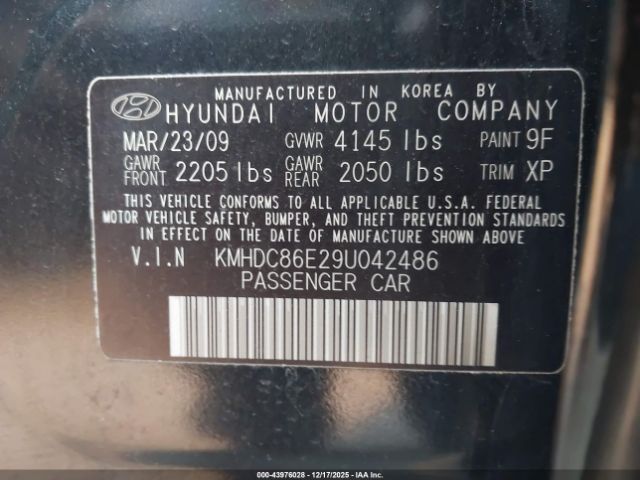 MANUFACTURED IN KOREA BY
HYUNDAI MOTOR COMPANY
MAR/23/09 GVWR 4145 lbs PAINT 9F
GAWR FRONT 2205 lbs GAWR REAR 2050 lbs TRIM XP
THIS VEHICLE CONFORMS TO ALL APPLICABLE U.S.A. FEDERAL
MOTOR VEHICLE SAFETY, BUMPER, AND THEFT PREVENTION STANDARDS
IN EFFECT ON THE DATE OF MANUFACTURE SHOWN ABOVE
V.I.N KMHDC86E29U042486
PASSENGER CAR
000-43976028 - 12/17/2025 - IAAI.com